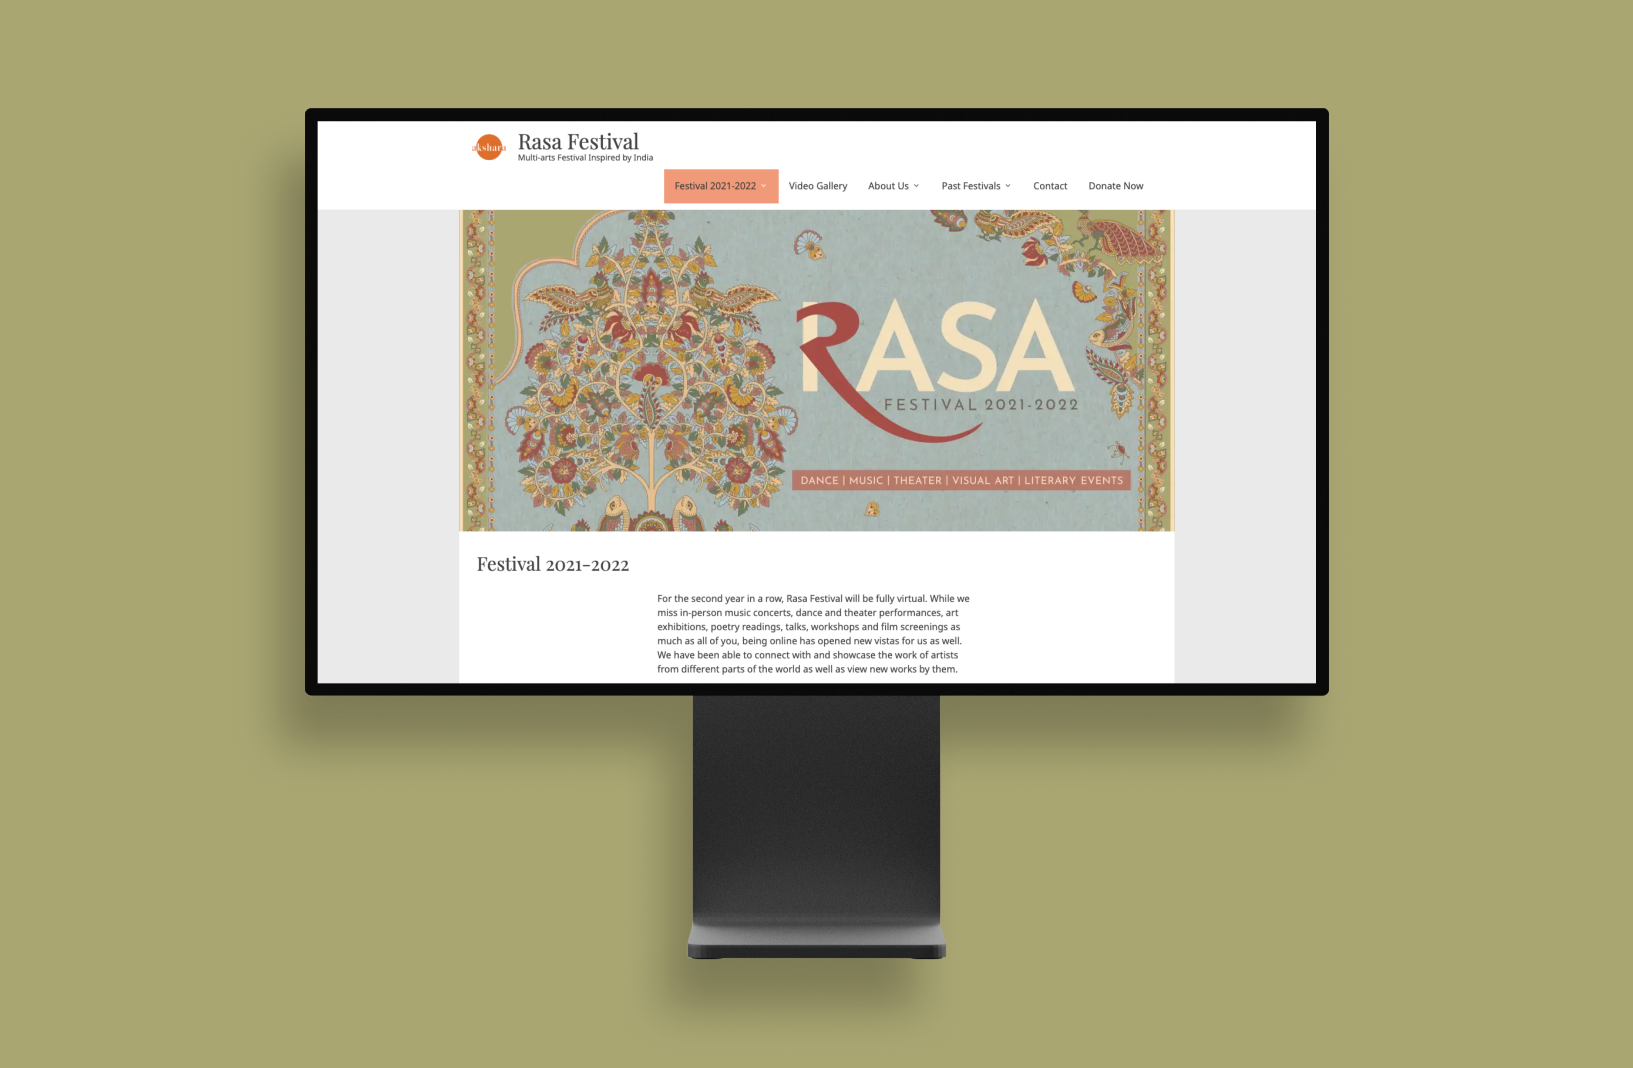 akshara
Rasa Festival
Multi-arts Festival Inspired by India
Festival 2021-2022
Video Gallery
About Us
Past Festivals
Contact
Donate Now
RASA
FESTIVAL 2021-2022
DANCE | MUSIC | THEATER | VISUAL ART | LITERARY EVENTS
Festival 2021-2022
For the second year in a row, Rasa Festival will be fully virtual. While we
miss in-person music concerts, dance and theater performances, art
exhibitions, poetry readings, talks, workshops and film screenings as
much as all of you, being online has opened new vistas for us as well.
We have been able to connect with and showcase the work of artists
from different parts of the world as well as view new works by them.